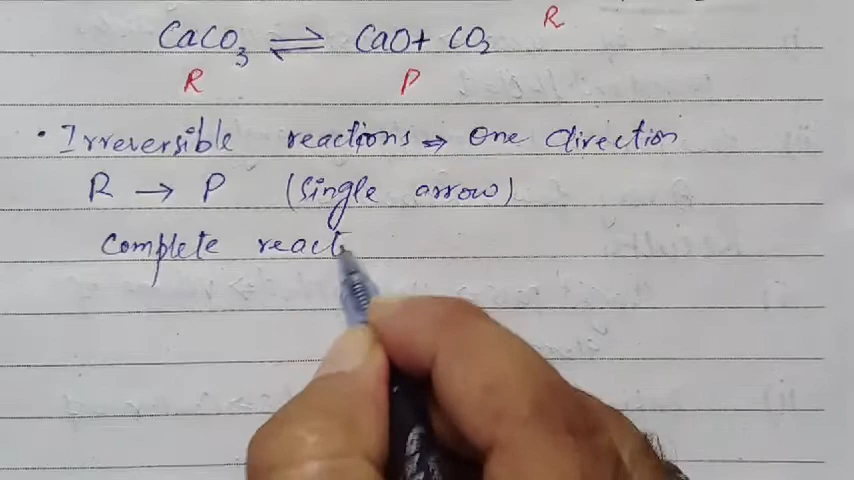 R
CaCO₃ ⇌ CaO + CO₂
R P
• Irreversible reactions ⇒ One direction
R → P (single arrow)
Complete react